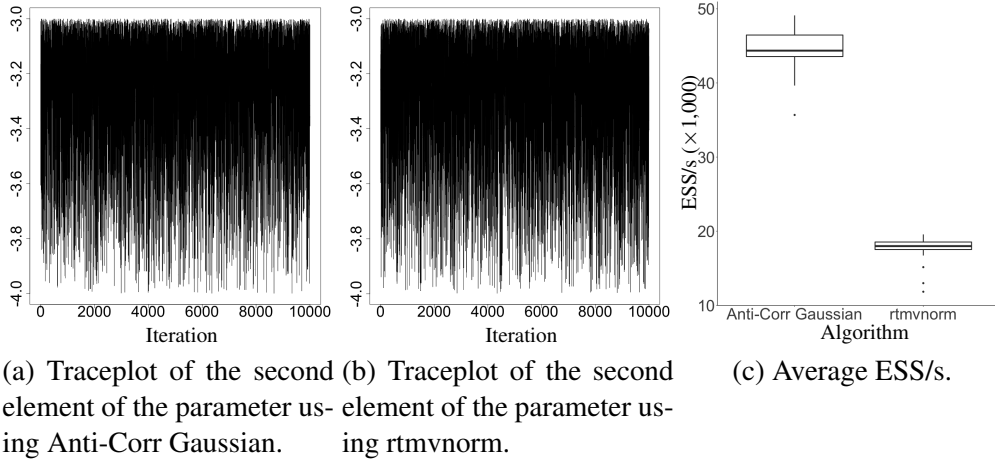 -3.0
-3.2
-3.4
-3.6
-3.8
-4.0
0 2000 4000 6000 8000 10000
Iteration
(a) Traceplot of the second
element of the parameter us-
ing Anti-Corr Gaussian.
-3.0
-3.2
-3.4
-3.6
-3.8
-4.0
0 2000 4000 6000 8000 10000
Iteration
(b) Traceplot of the second
element of the parameter us-
ing rtmvnorm.
ESS/s (×1,000)
50
40
30
20
10
Anti-Corr Gaussian rtmvnorm
Algorithm
(c) Average ESS/s.